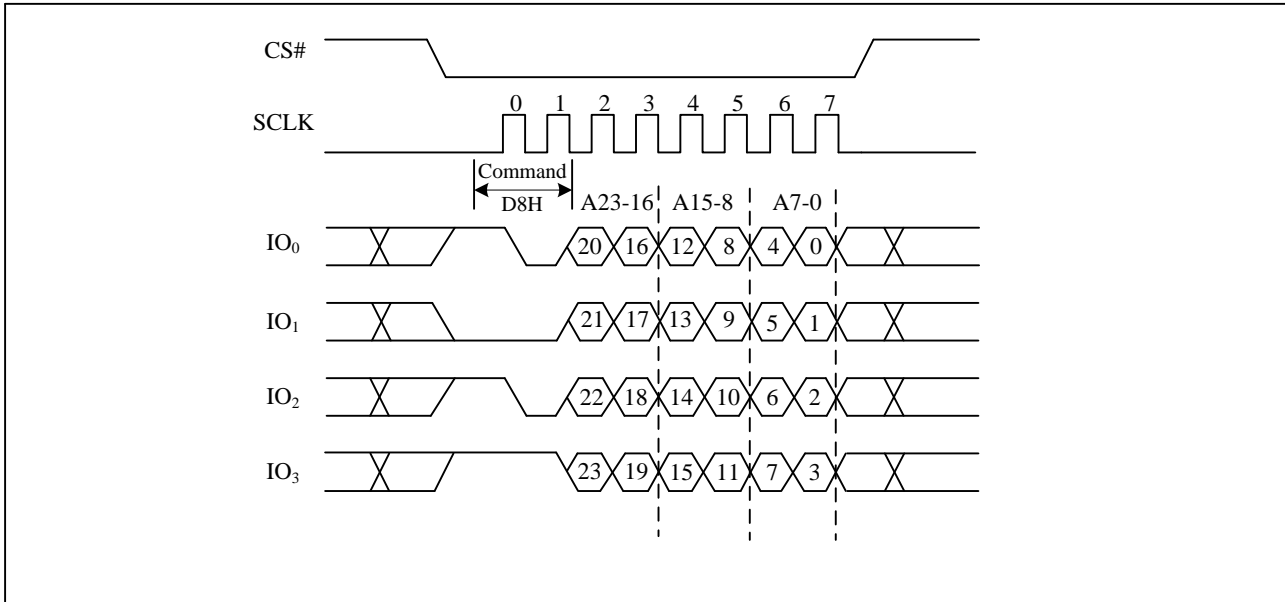 CS#
0 1 2 3 4 5 6 7
SCLK
Command
D8H A23-16 A15-8 A7-0
IO0 20 16 12 8 4 0
IO1 21 17 13 9 5 1
IO2 22 18 14 10 6 2
IO3 23 19 15 11 7 3